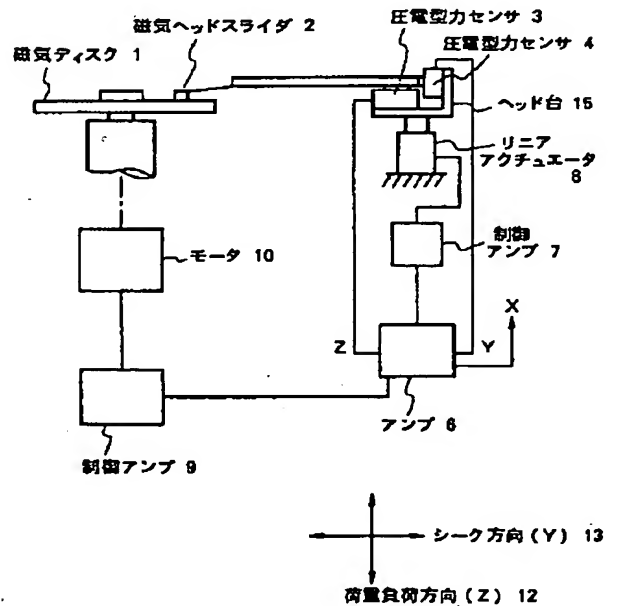 磁気ヘッドスライダ 2
圧電型力センサ 3
圧電型力センサ 4
磁気ディスク 1
ヘッド台 15
リニア
アクチュエータ
8
制御
アンプ 7
モータ 10
X
Z
Y
アンプ 6
制御アンプ 9
シーク方向(Y) 13
荷重負荷方向(Z) 12